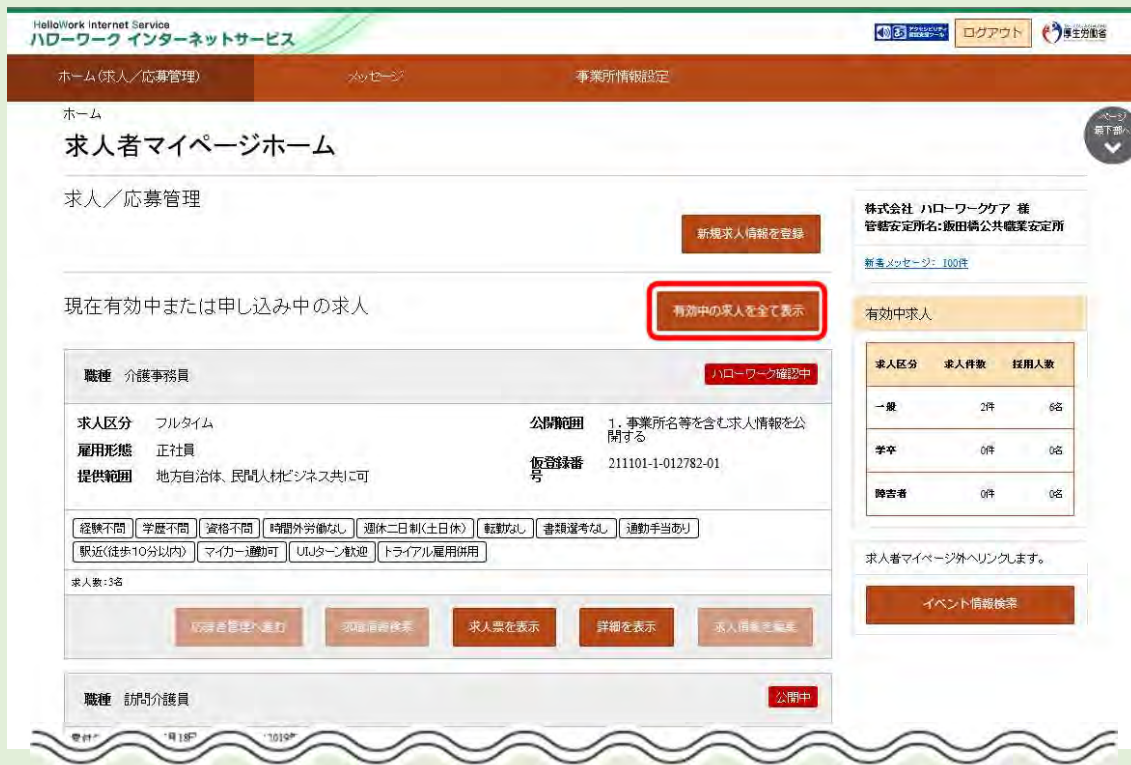 HelloWork Internet Service
ハローワーク インターネットサービス
ログアウト
厚生労働省
ホーム(求人/応募管理)
メッセージ
事業所情報設定
ホーム
ページ
最下部へ
求人者マイページホーム
求人/応募管理
新規求人情報を登録
株式会社 ハローワークケア 様
管轄安定所名:飯田橋公共職業安定所
新着メッセージ: 100件
現在有効中または申し込み中の求人
有効中の求人を全て表示
有効中求人
職種 介護事務員
ハローワーク確認中
求人区分 求人件数 採用人数
一般 2件 6名
学卒 0件 0名
障害者 0件 0名
求人区分 フルタイム
雇用形態 正社員
提供範囲 地方自治体、民間人材ビジネス共に可
公開範囲 1.事業所名等を含む求人情報を公
開する
仮登録番
号
211101-1-012782-01
経験不問 学歴不問 資格不問 時間外労働なし 週休二日制(土日休) 転勤なし 書類選考なし 通勤手当あり
駅近(徒歩10分以内) マイカー通勤可 UIJターン歓迎 トライアル雇用併用
求人数:3名
求人者マイページ外へリンクします。
イベント情報検索
応募者管理へ進む
求職情報検索
求人票を表示
詳細を表示
求人情報を編集
職種 訪問介護員
公開中